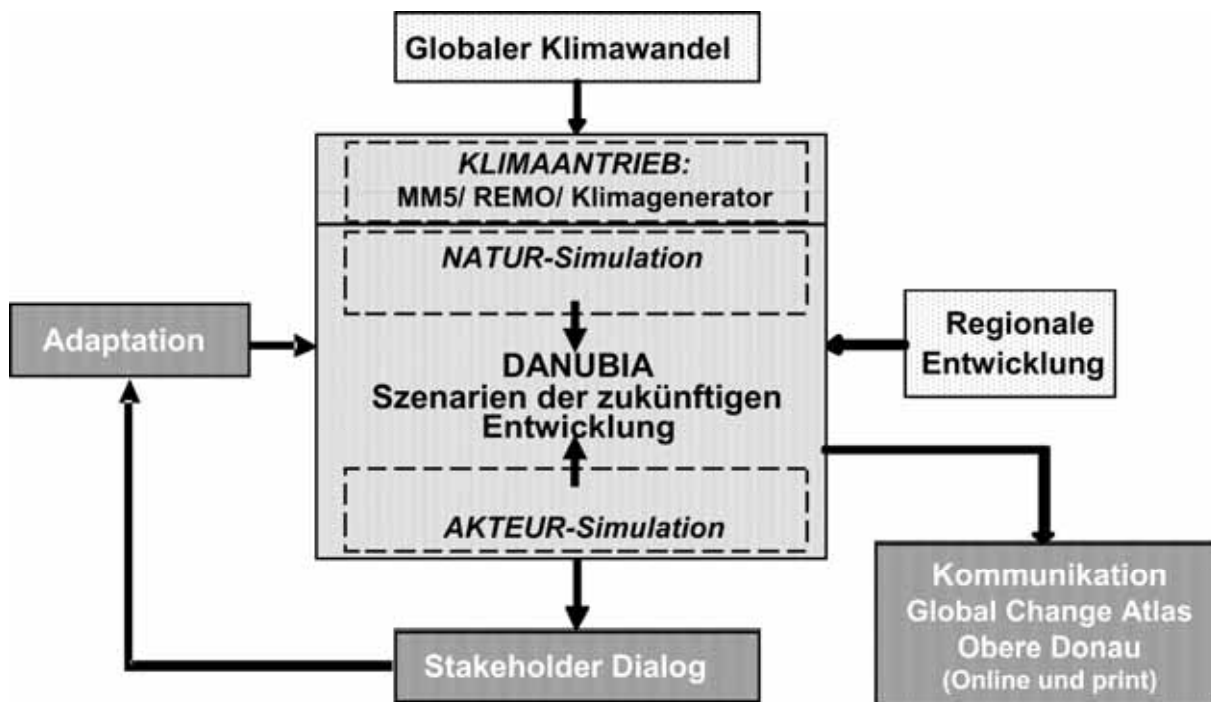 Globaler Klimawandel
KLIMAANTRIEB:
MM5/ REMO/ Klimagenerator
NATUR-Simulation
Adaptation
DANUBIA
Szenarien der zukünftigen
Entwicklung
Regionale
Entwicklung
AKTEUR-Simulation
Stakeholder Dialog
Kommunikation
Global Change Atlas
Obere Donau
(Online und print)